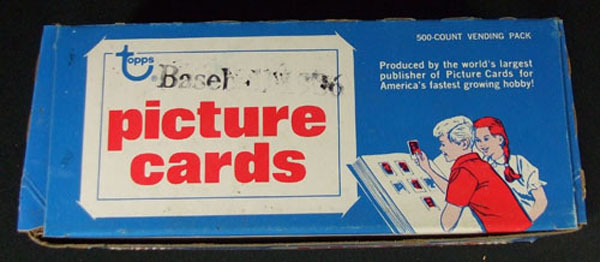 500-COUNT VENDING PACK
topps
Produced by the world's largest
publisher of Picture Cards for
America's fastest growing hobby!
picture
cards